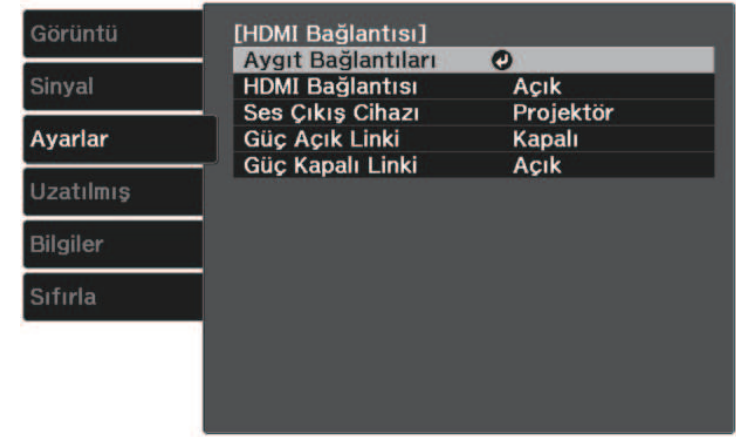 Görüntü
Sinyal
Ayarlar
Uzatılmış
Bilgiler
Sıfırla
[HDMI Bağlantısı]
Aygıt Bağlantıları
HDMI Bağlantısı Açık
Ses Çıkış Cihazı Projektör
Güç Açık Linki Kapalı
Güç Kapalı Linki Açık